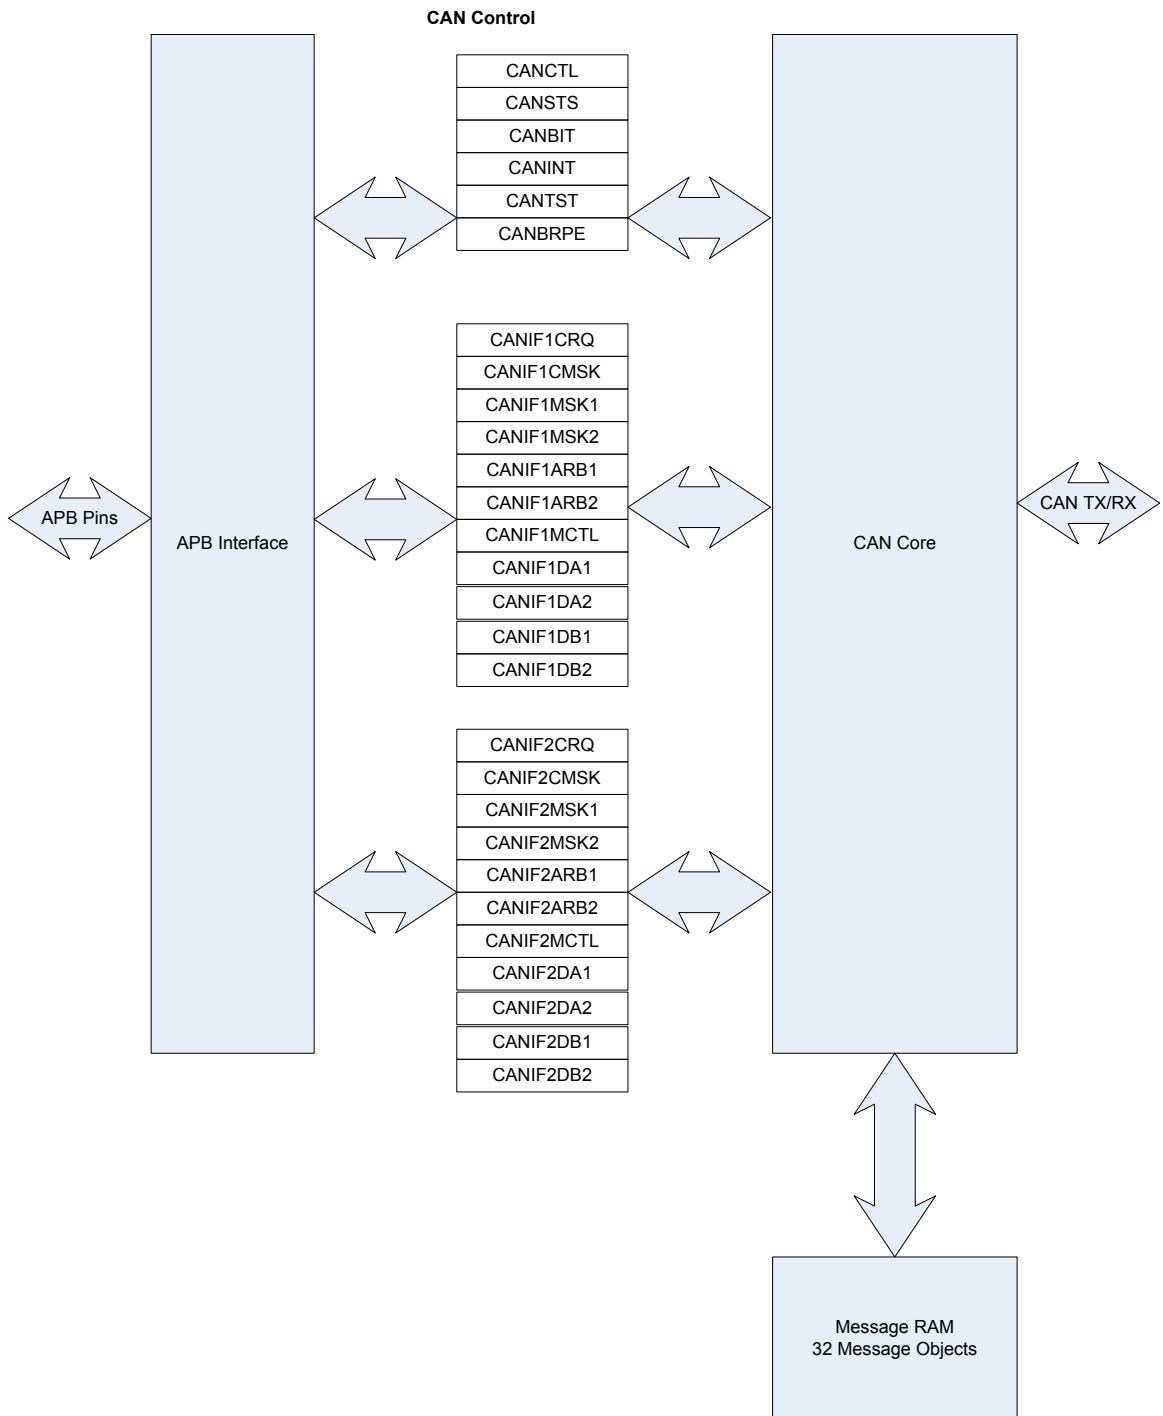 CAN Control
CANCTL
CANSTS
CANBIT
CANINT
CANTST
CANBRPE
CANIF1CRQ
CANIF1CMSK
CANIF1MSK1
CANIF1MSK2
CANIF1ARB1
CANIF1ARB2
CANIF1MCTL
CANIF1DA1
CANIF1DA2
CANIF1DB1
CANIF1DB2
APB Pins
APB Interface
CAN Core
CAN TX/RX
CANIF2CRQ
CANIF2CMSK
CANIF2MSK1
CANIF2MSK2
CANIF2ARB1
CANIF2ARB2
CANIF2MCTL
CANIF2DA1
CANIF2DA2
CANIF2DB1
CANIF2DB2
Message RAM
32 Message Objects